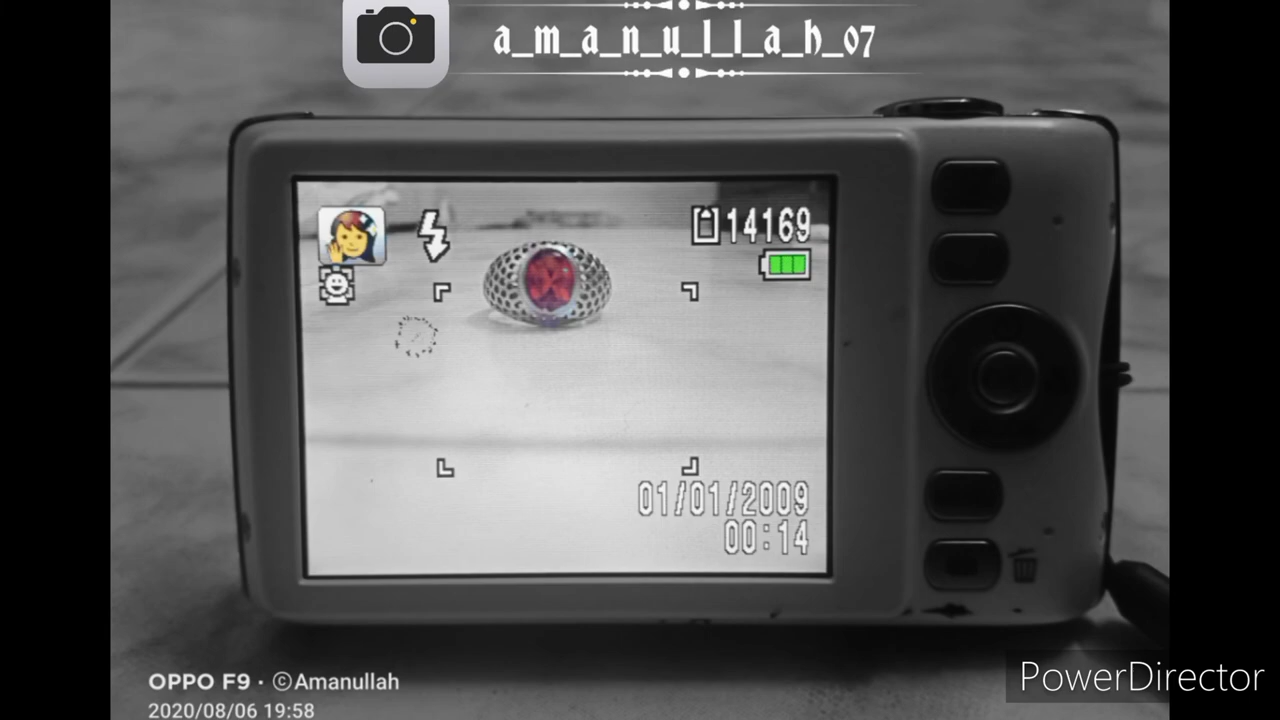 a_m_a_n_u_l_l_a_h_07
14169
01/01/2009
00:14
OPPO F9 · ©Amanullah
2020/08/06 19:58
PowerDirector